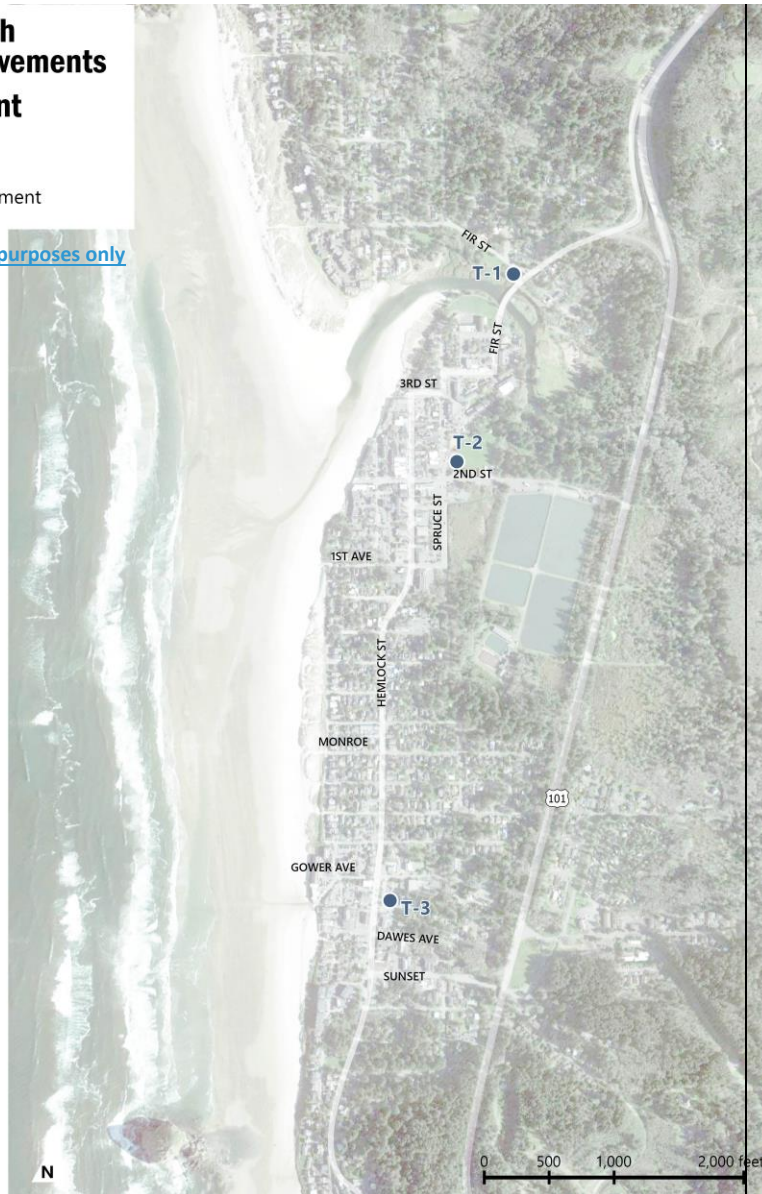 h
vements
nt
ment
purposes only
FIR ST
T-1
FIR ST
3RD ST
T-2
2ND ST
SPRUCE ST
1ST AVE
HEMLOCK ST
MONROE
101
GOWER AVE
T-3
DAWES AVE
SUNSET
N
0 500 1,000 2,000 feet